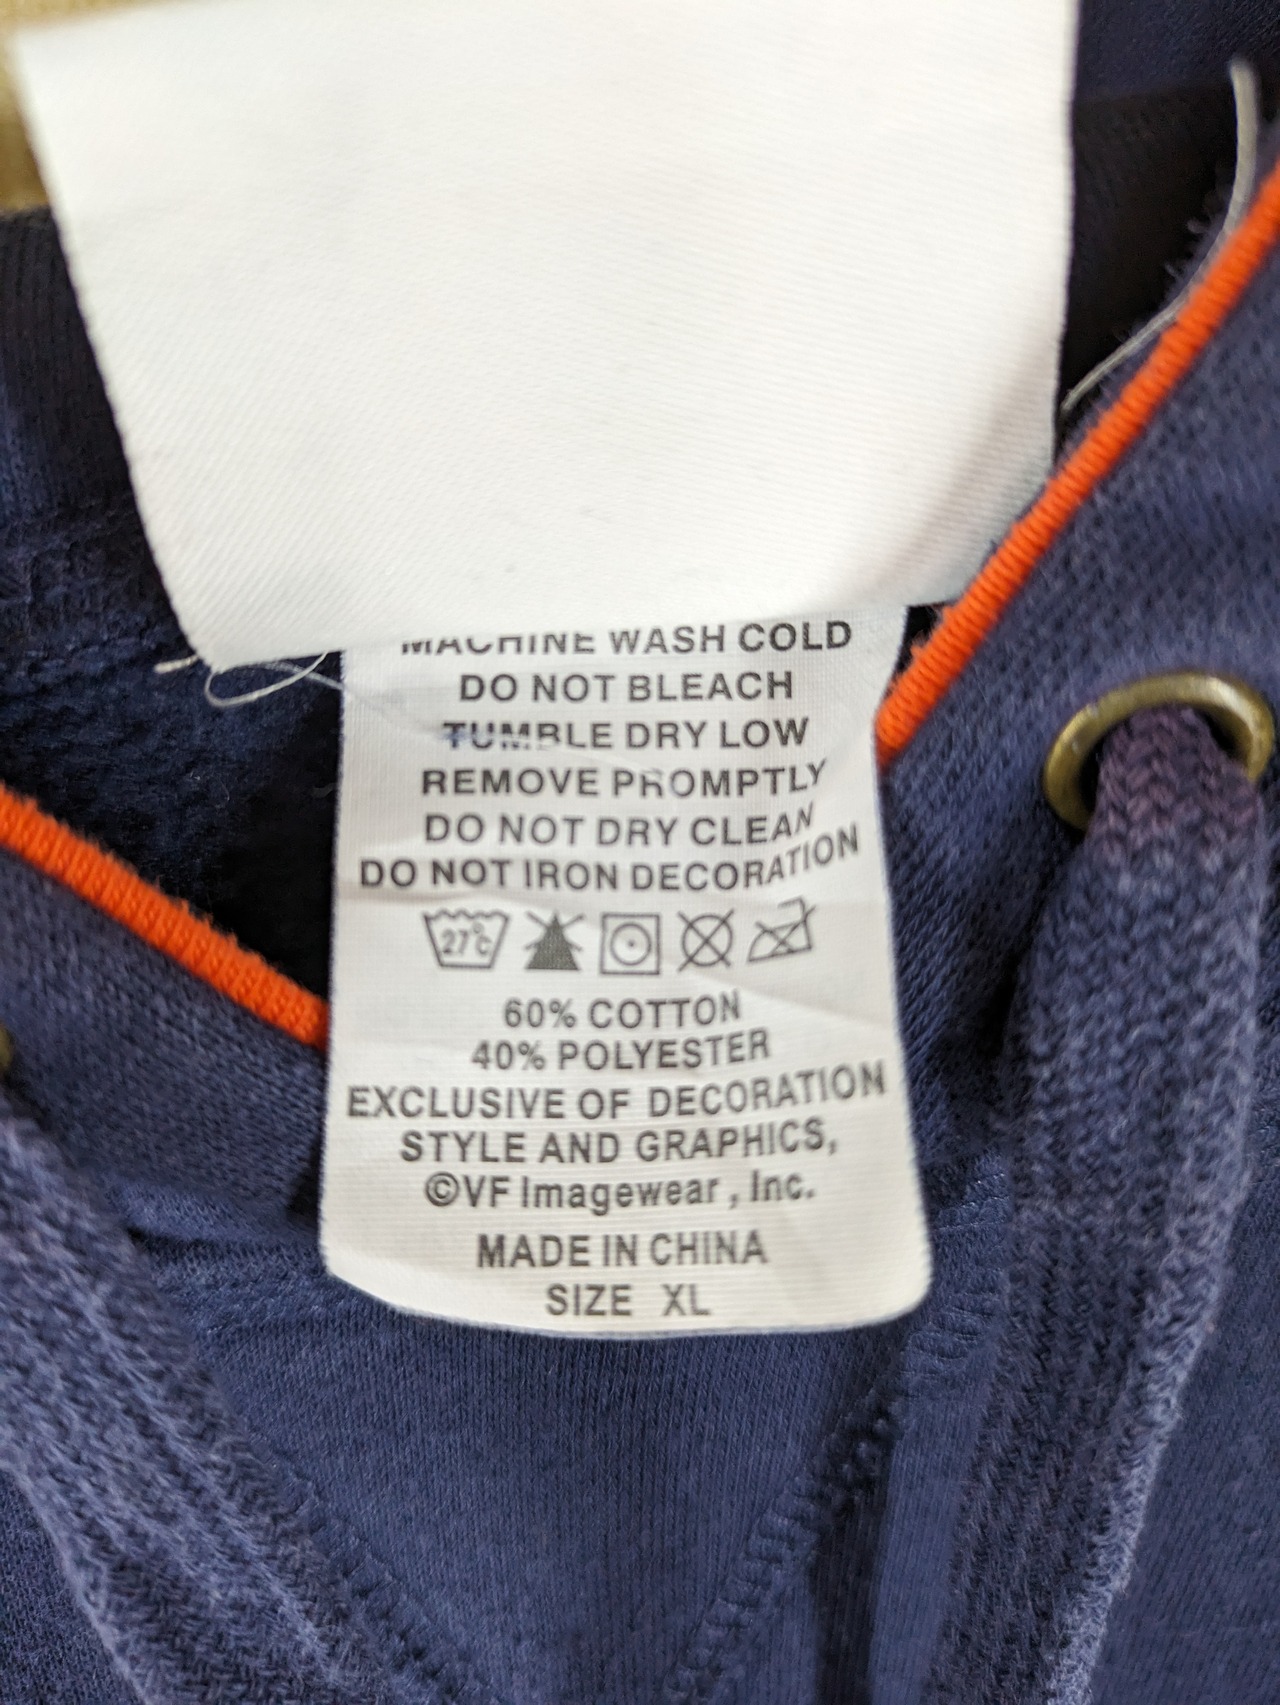 MACHINE WASH COLD
DO NOT BLEACH
TUMBLE DRY LOW
REMOVE PROMPTLY
DO NOT DRY CLEAN
DO NOT IRON DECORATION
27°C
60% COTTON
40% POLYESTER
EXCLUSIVE OF DECORATION
STYLE AND GRAPHICS,
©VF Imagewear, Inc.
MADE IN CHINA
SIZE XL